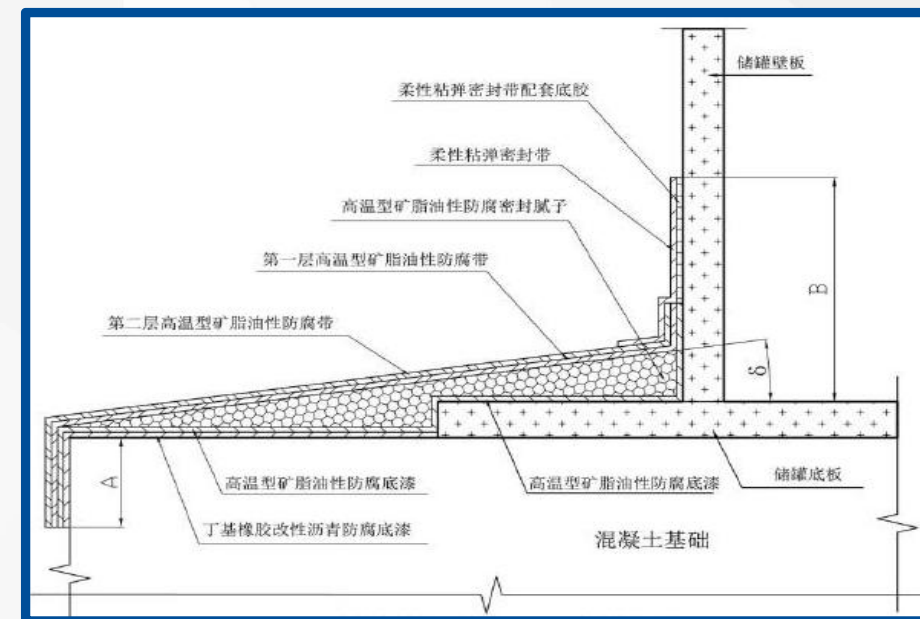 储罐壁板
柔性粘弹密封带配套底胶
柔性粘弹密封带
高温型矿脂油性防腐密封腻子
第一层高温型矿脂油性防腐带
第二层高温型矿脂油性防腐带
B
δ
A
高温型矿脂油性防腐底漆
高温型矿脂油性防腐底漆
储罐底板
丁基橡胶改性沥青防腐底漆
混凝土基础